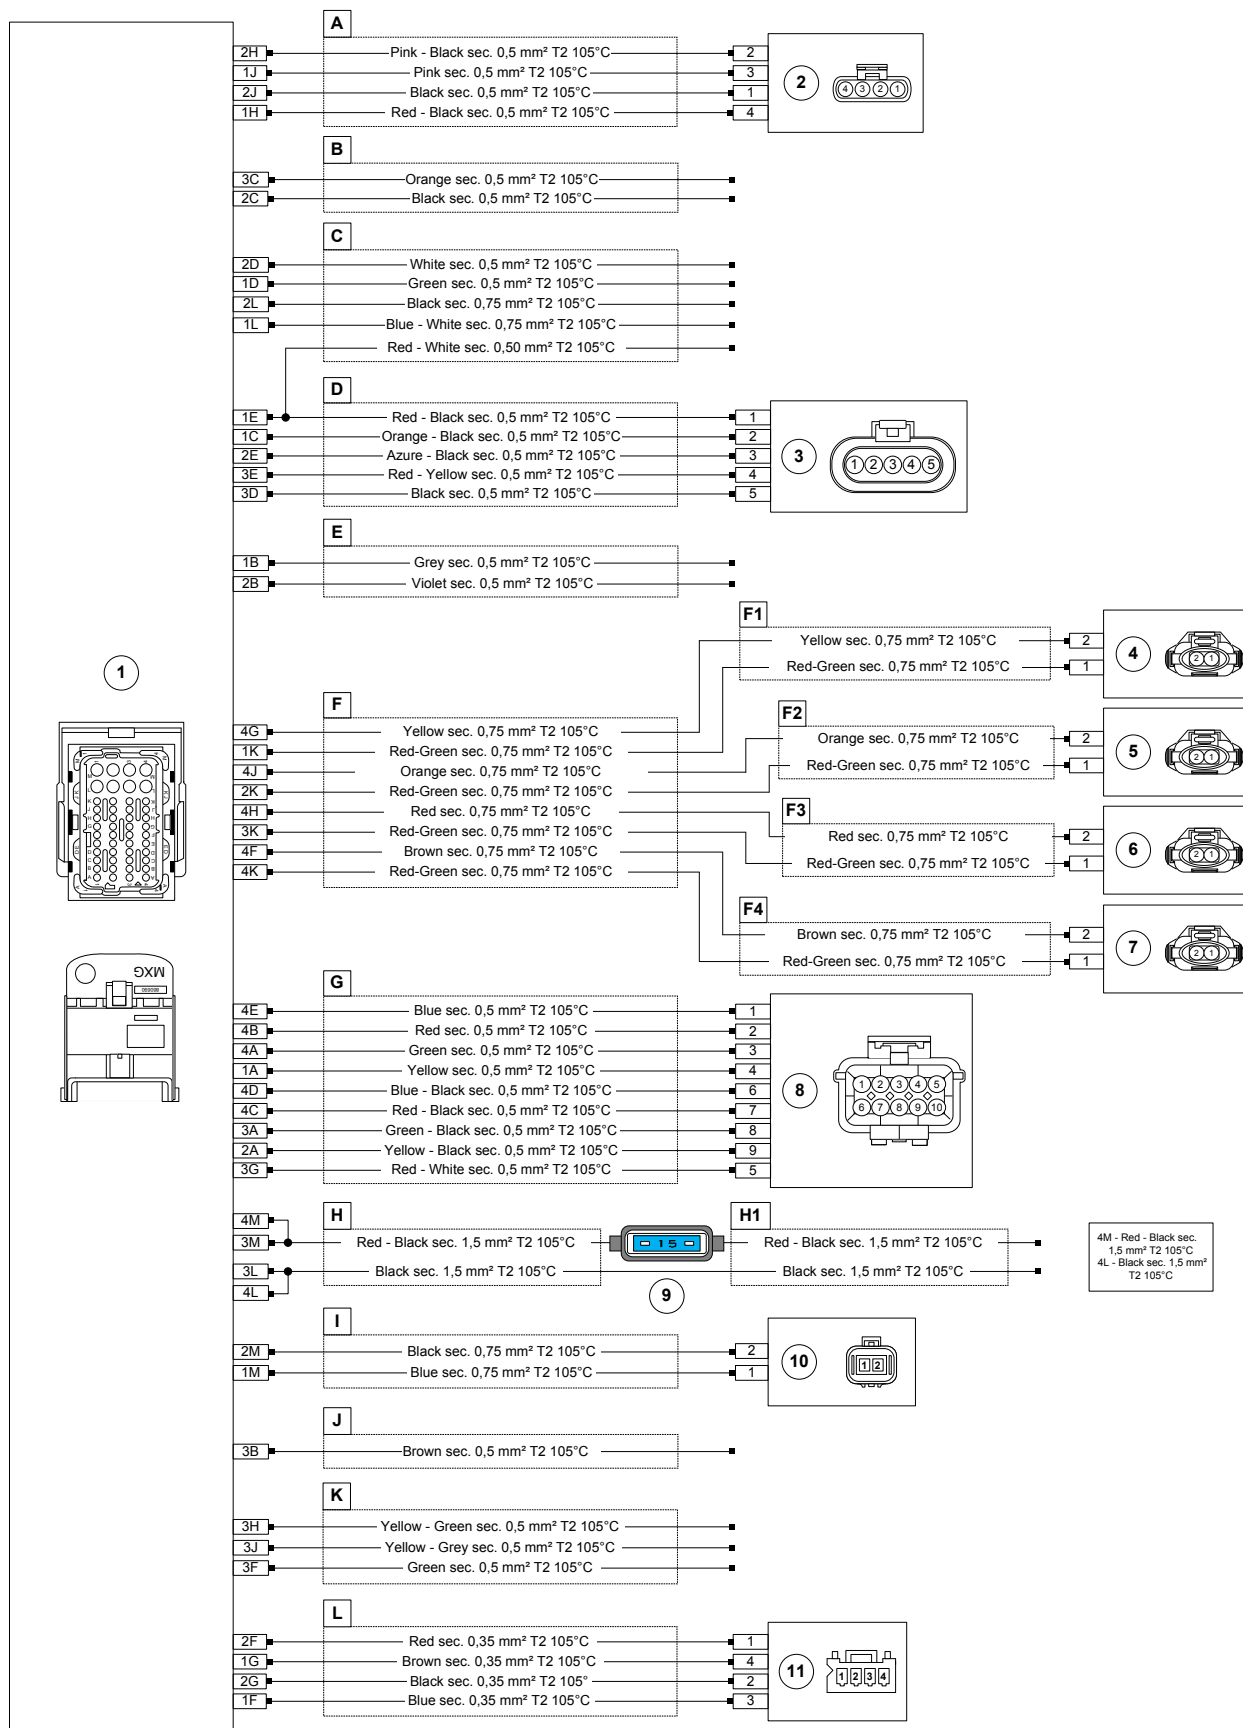 A
2H Pink - Black sec. 0,5 mm² T2 105°C 2
1J Pink sec. 0,5 mm² T2 105°C 3
2J Black sec. 0,5 mm² T2 105°C 1
1H Red - Black sec. 0,5 mm² T2 105°C 4
2
4 3 2 1
B
3C Orange sec. 0,5 mm² T2 105°C
2C Black sec. 0,5 mm² T2 105°C
C
2D White sec. 0,5 mm² T2 105°C
1D Green sec. 0,5 mm² T2 105°C
2L Black sec. 0,75 mm² T2 105°C
1L Blue - White sec. 0,75 mm² T2 105°C
Red - White sec. 0,50 mm² T2 105°C
D
1E Red - Black sec. 0,5 mm² T2 105°C 1
1C Orange - Black sec. 0,5 mm² T2 105°C 2
2E Azure - Black sec. 0,5 mm² T2 105°C 3
3E Red - Yellow sec. 0,5 mm² T2 105°C 4
3D Black sec. 0,5 mm² T2 105°C 5
3
1 2 3 4 5
E
1B Grey sec. 0,5 mm² T2 105°C
2B Violet sec. 0,5 mm² T2 105°C
1
F1
Yellow sec. 0,75 mm² T2 105°C 2
Red-Green sec. 0,75 mm² T2 105°C 1
4
2 1
F
4G Yellow sec. 0,75 mm² T2 105°C
1K Red-Green sec. 0,75 mm² T2 105°C
4J Orange sec. 0,75 mm² T2 105°C
2K Red-Green sec. 0,75 mm² T2 105°C
4H Red sec. 0,75 mm² T2 105°C
3K Red-Green sec. 0,75 mm² T2 105°C
4F Brown sec. 0,75 mm² T2 105°C
4K Red-Green sec. 0,75 mm² T2 105°C
F2
Orange sec. 0,75 mm² T2 105°C 2
Red-Green sec. 0,75 mm² T2 105°C 1
5
2 1
F3
Red sec. 0,75 mm² T2 105°C 2
Red-Green sec. 0,75 mm² T2 105°C 1
6
2 1
F4
Brown sec. 0,75 mm² T2 105°C 2
Red-Green sec. 0,75 mm² T2 105°C 1
7
2 1
MXG
G
4E Blue sec. 0,5 mm² T2 105°C 1
4B Red sec. 0,5 mm² T2 105°C 2
4A Green sec. 0,5 mm² T2 105°C 3
1A Yellow sec. 0,5 mm² T2 105°C 4
4D Blue - Black sec. 0,5 mm² T2 105°C 6
4C Red - Black sec. 0,5 mm² T2 105°C 7
3A Green - Black sec. 0,5 mm² T2 105°C 8
2A Yellow - Black sec. 0,5 mm² T2 105°C 9
3G Red - White sec. 0,5 mm² T2 105°C 5
8
1 2 3 4 5
6 7 8 9 10
H
4M
3M Red - Black sec. 1,5 mm² T2 105°C
3L Black sec. 1,5 mm² T2 105°C
4L
15
9
H1
Red - Black sec. 1,5 mm² T2 105°C
Black sec. 1,5 mm² T2 105°C
4M - Red - Black sec.
1,5 mm² T2 105°C
4L - Black sec. 1,5 mm²
T2 105°C
I
2M Black sec. 0,75 mm² T2 105°C 2
1M Blue sec. 0,75 mm² T2 105°C 1
10
1 2
J
3B Brown sec. 0,5 mm² T2 105°C
K
3H Yellow - Green sec. 0,5 mm² T2 105°C
3J Yellow - Grey sec. 0,5 mm² T2 105°C
3F Green sec. 0,5 mm² T2 105°C
L
2F Red sec. 0,35 mm² T2 105°C 1
1G Brown sec. 0,35 mm² T2 105°C 4
2G Black sec. 0,35 mm² T2 105° 2
1F Blue sec. 0,35 mm² T2 105°C 3
11
1 2 3 4